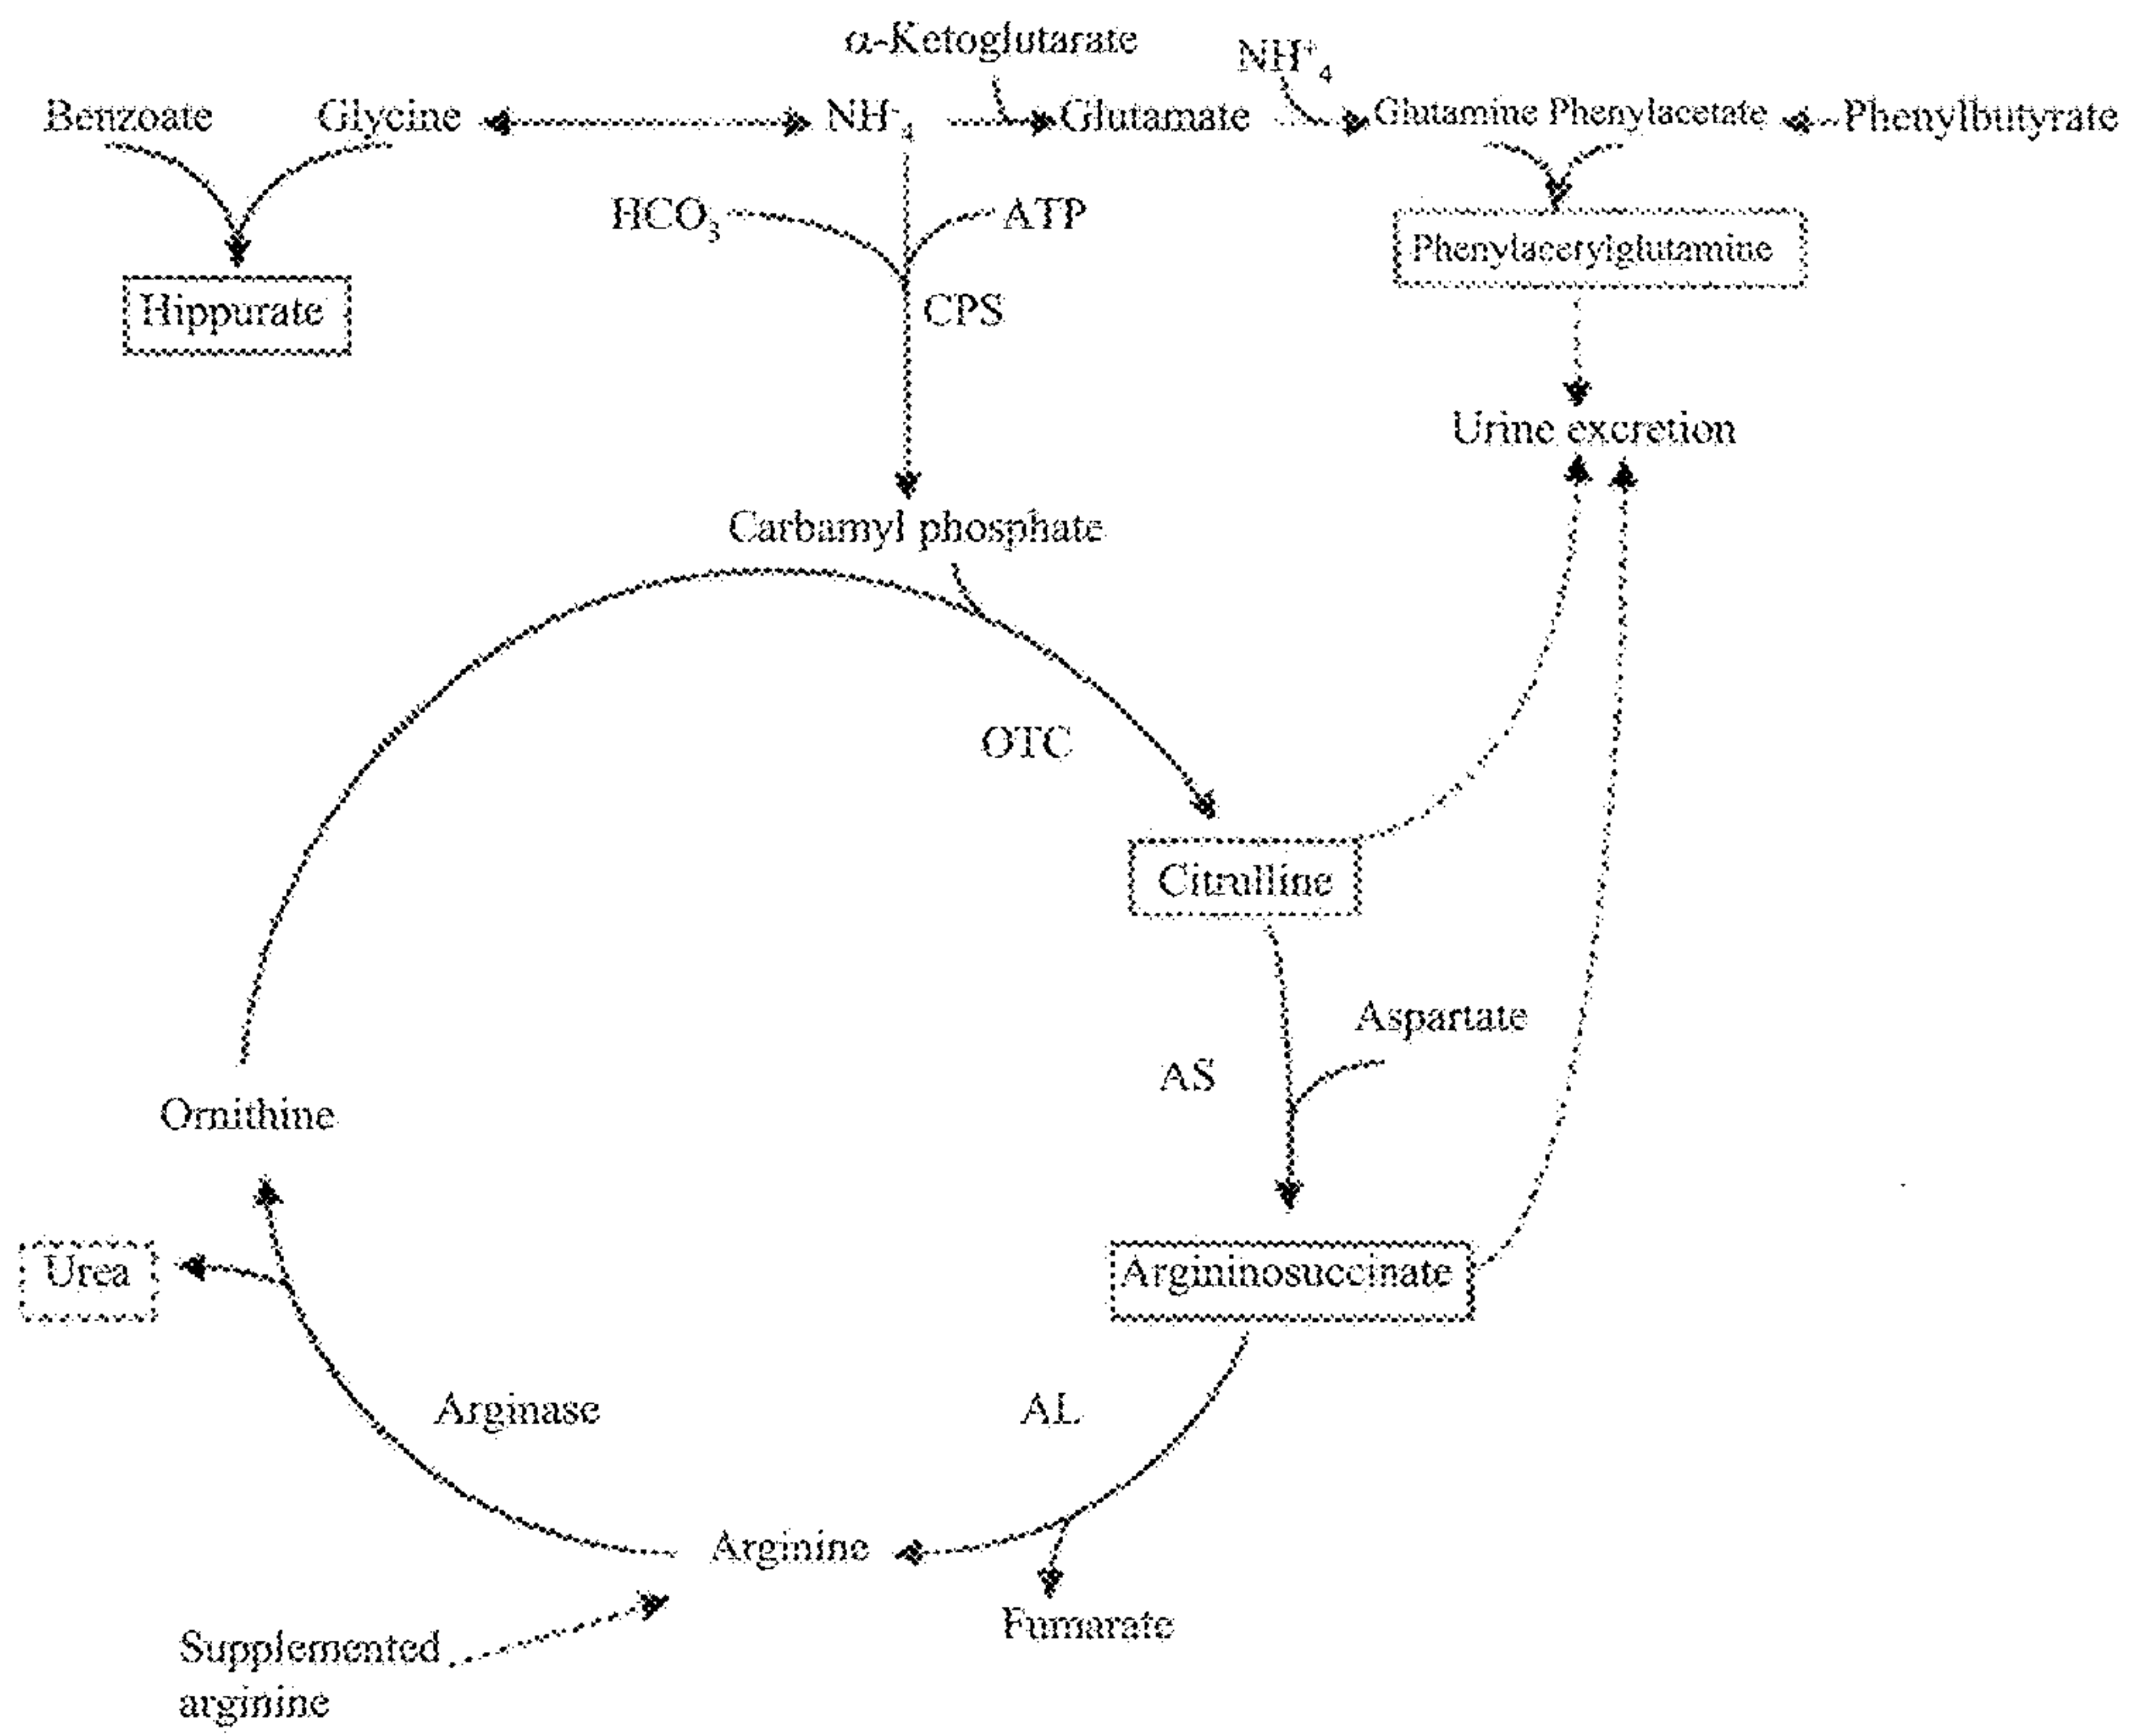 α-Ketoglutarate
NH⁺₄
Benzoate
Glycine
NH⁻₄
Glutamate
Glutamine Phenylacetate
Phenylbutyrate
HCO₃
ATP
Phenylacetylglutamine
Hippurate
CPS
Urine excretion
Carbamyl phosphate
OTC
Citrulline
Aspartate
AS
Ornithine
Urea
Argininosuccinate
Arginase
AL
Arginine
Fumarate
Supplemented
arginine